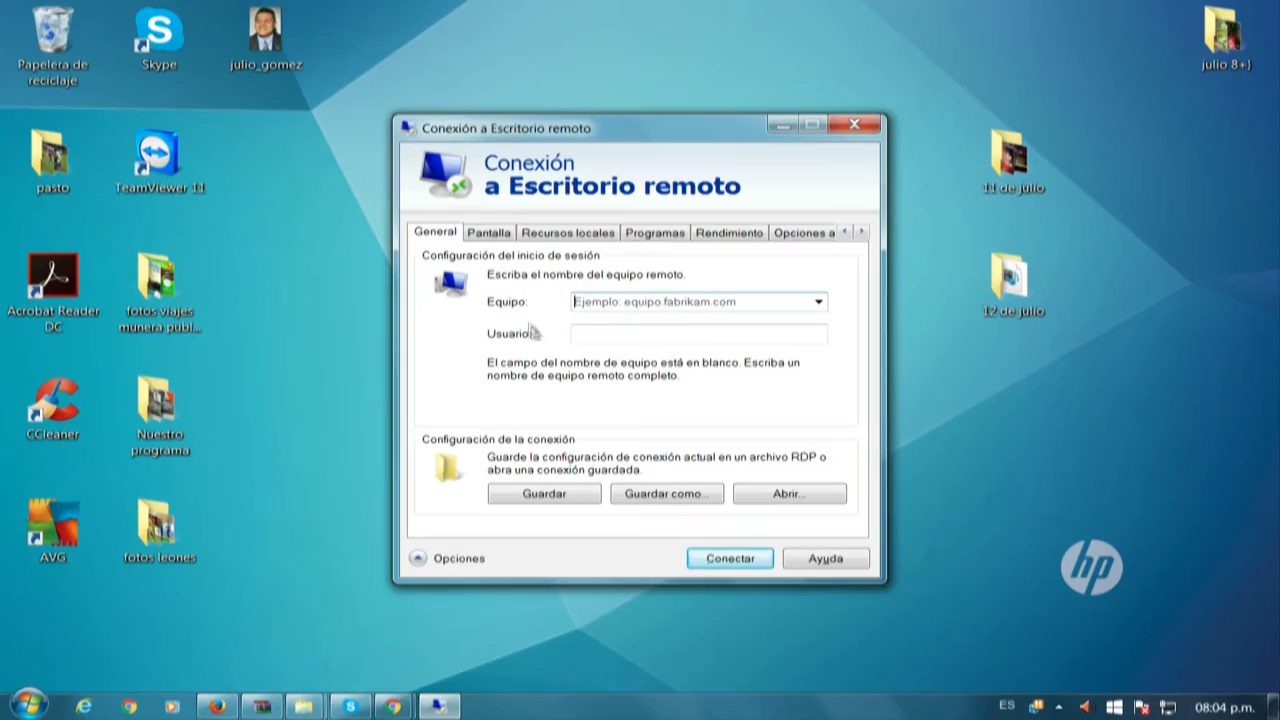 Papelera de
reciclaje
Skype
julio_gomez
julio 8+}
pasto
TeamViewer 11
11 de julio
Acrobat Reader
DC
fotos viajes
munera publ...
12 de julio
CCleaner
Nuestro
programa
AVG
fotos leones
Conexión a Escritorio remoto
Conexión
a Escritorio remoto
General
Pantalla
Recursos locales
Programas
Rendimiento
Opciones a
Configuración del inicio de sesión
Escriba el nombre del equipo remoto.
Equipo:
Ejemplo: equipo.fabrikam.com
Usuario:
El campo del nombre de equipo está en blanco. Escriba un
nombre de equipo remoto completo.
Configuración de la conexión
Guarde la configuración de conexión actual en un archivo RDP o
abra una conexión guardada.
Guardar
Guardar como...
Abrir...
Opciones
Conectar
Ayuda
hp
ES
08:04 p.m.